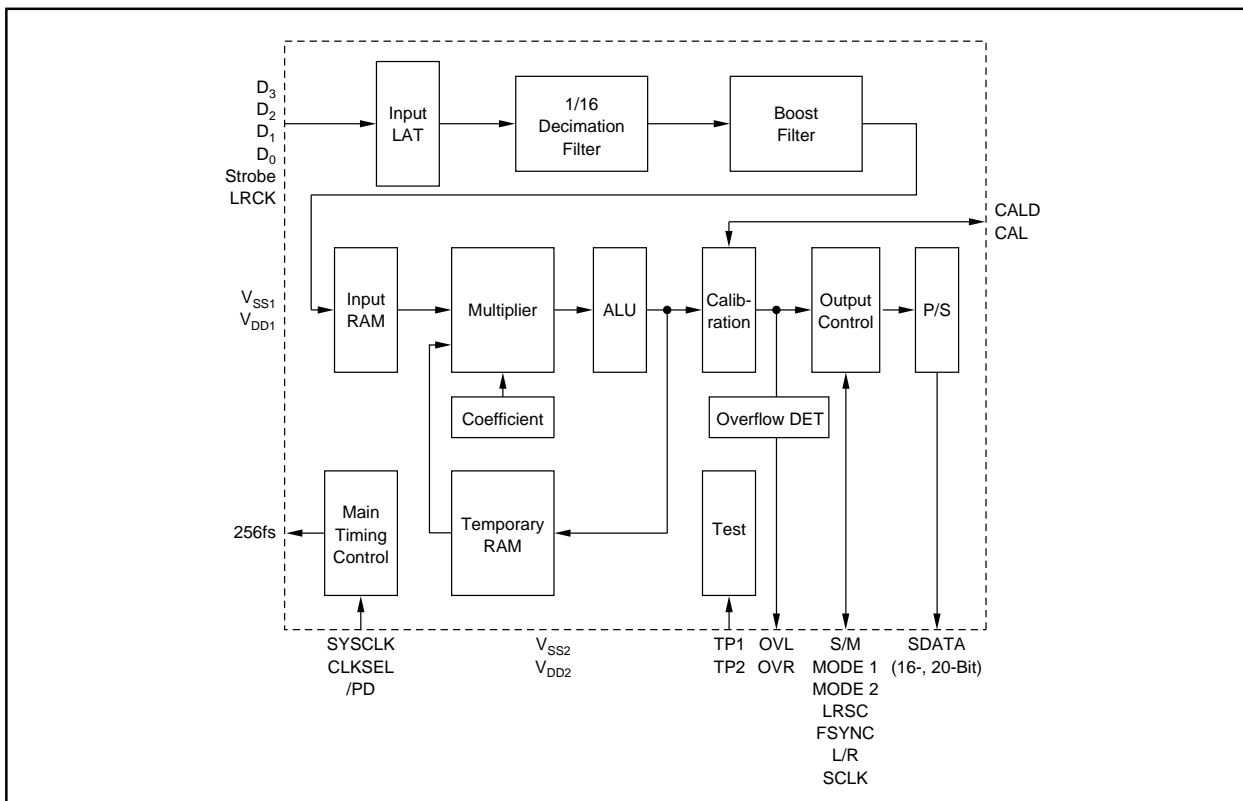 D3
D2
D1
D0
Strobe
LRCK
Input
LAT
1/16
Decimation
Filter
Boost
Filter
CALD
CAL
VSS1
VDD1
Input
RAM
Multiplier
ALU
Calib-
ration
Output
Control
P/S
Coefficient
Overflow DET
256fs
Main
Timing
Control
Temporary
RAM
Test
SYSCLK
CLKSEL
/PD
VSS2
VDD2
TP1
TP2
OVL
OVR
S/M
MODE 1
MODE 2
LRSC
FSYNC
L/R
SCLK
SDATA
(16-, 20-Bit)